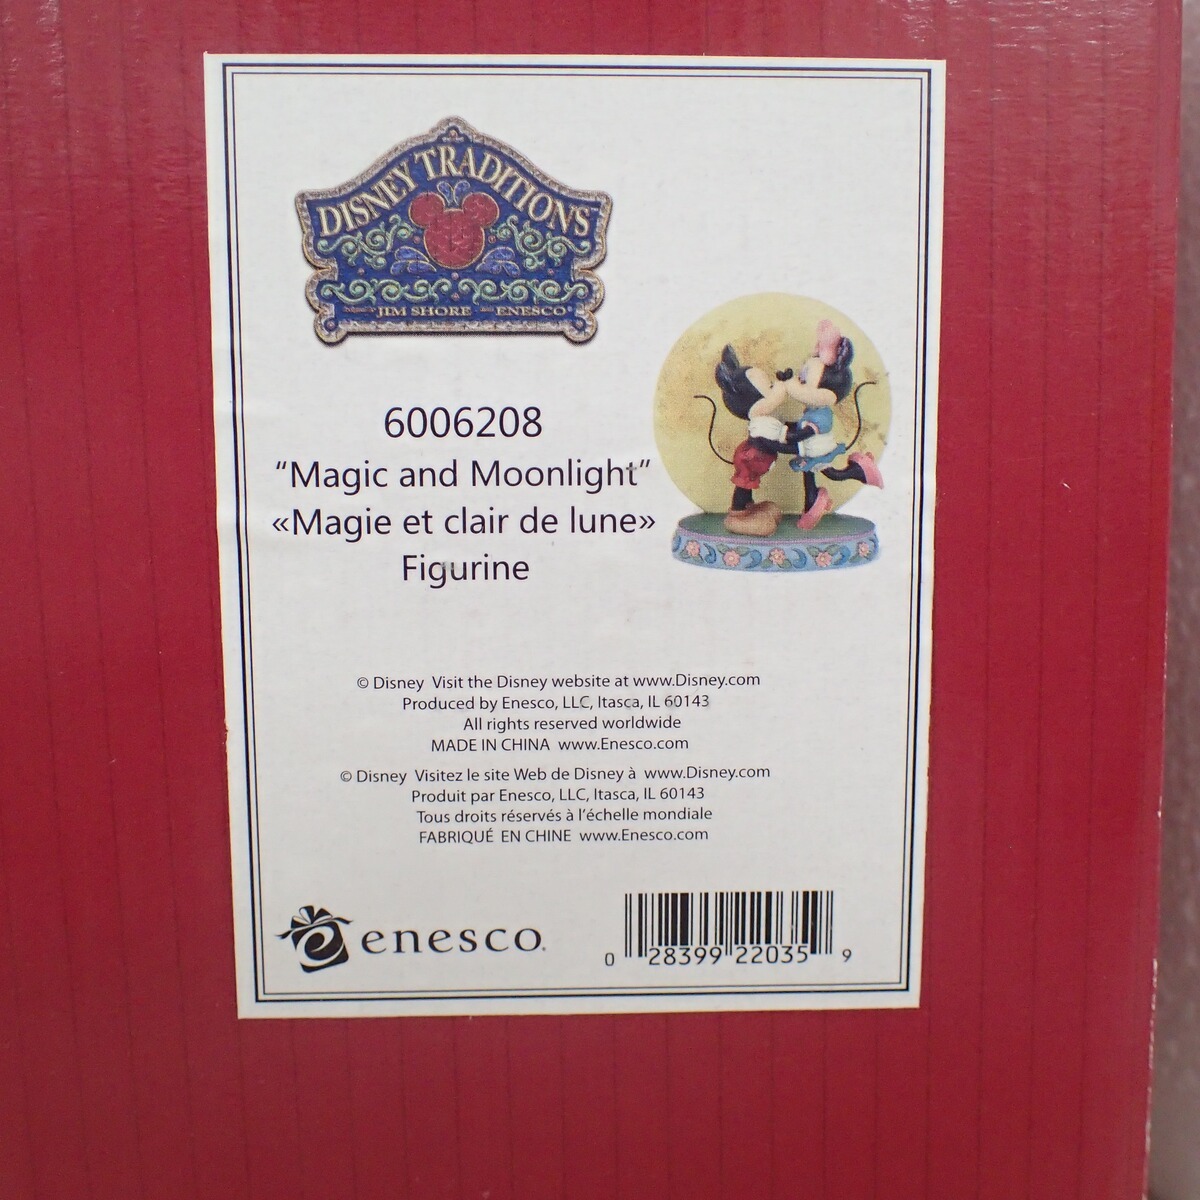 DISNEY TRADITIONS
JIM SHORE ENESCO
6006208
“Magic and Moonlight”
«Magie et clair de lune»
Figurine
© Disney Visit the Disney website at www.Disney.com
Produced by Enesco, LLC, Itasca, IL 60143
All rights reserved worldwide
MADE IN CHINA www.Enesco.com
© Disney Visitez le site Web de Disney à www.Disney.com
Produit par Enesco, LLC, Itasca, IL 60143
Tous droits réservés à l’échelle mondiale
FABRIQUÉ EN CHINE www.Enesco.com
enesco.
0 28399 22035 9